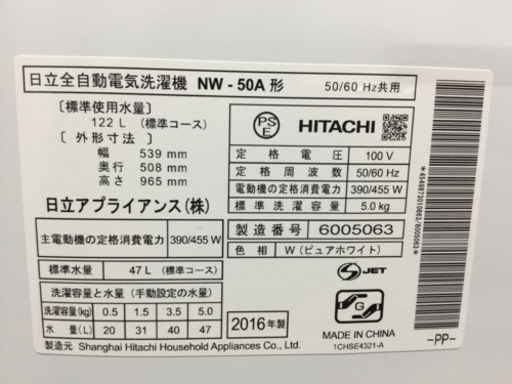 日立全自動電気洗濯機 NW - 50A 形 50/60 Hz共用
[標準使用水量]
122 L (標準コース)
[外形寸法]
幅 539 mm
奥行 508 mm
高さ 965 mm
日立アプライアンス(株)
主電動機の定格消費電力 390/455 W
標準水量 47 L (標準コース)
洗濯容量と水量 (手動設定の水量)
洗濯容量(kg) 0.5 1.5 3.5 5.0
水 量(L) 20 31 40 47
2016年製
PS
E
HITACHI
定格電圧 100 V
定格周波数 50/60 Hz
電動機の定格消費電力 390/455 W
標準洗濯容量 5.0 kg
製造番号 6005063
色 相 W (ピュアホワイト)
JET
G
MADE IN CHINA
1CHSE4321-A
製造元 Shanghai Hitachi Household Appliances Co., Ltd.
-PP-